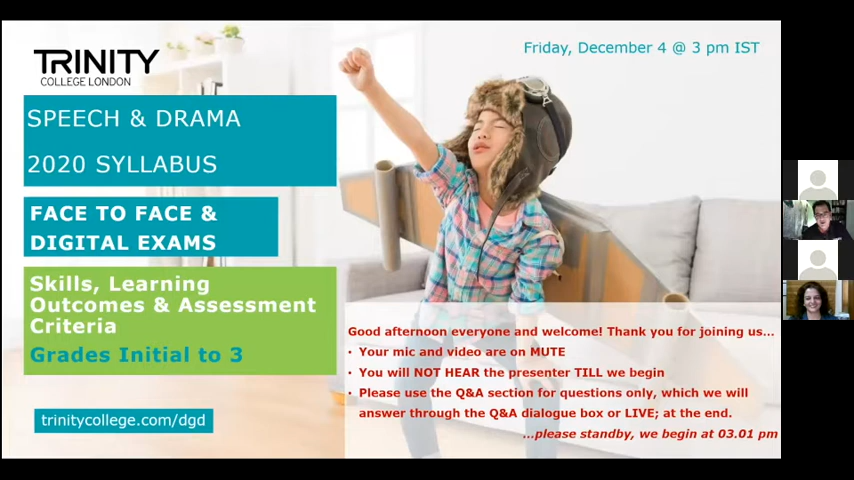 TRINITY
COLLEGE LONDON
Friday, December 4 @ 3 pm IST
SPEECH & DRAMA
2020 SYLLABUS
FACE TO FACE &
DIGITAL EXAMS
Skills, Learning
Outcomes & Assessment
Criteria
Grades Initial to 3
trinitycollege.com/dgd
Good afternoon everyone and welcome! Thank you for joining us...
• Your mic and video are on MUTE
• You will NOT HEAR the presenter TILL we begin
• Please use the Q&A section for questions only, which we will
answer through the Q&A dialogue box or LIVE; at the end.
...please standby, we begin at 03.01 pm